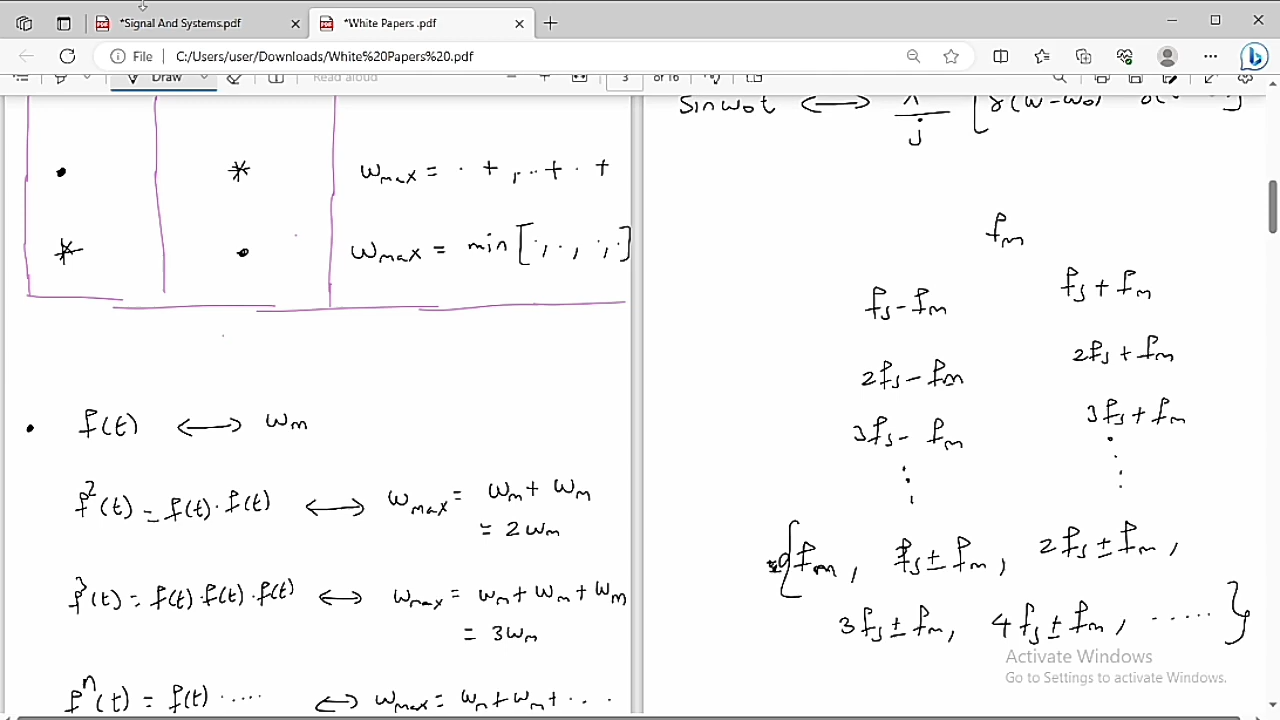 *Signal And Systems.pdf
*White Papers .pdf
File | C:/Users/user/Downloads/White%20Papers%20.pdf
Draw Read aloud 3 of 16
• * ωmax = · + , ·· + · +
* • ωmax = min [·, ·, ·, ·]
• f(t) ⟷ ωm
f²(t) = f(t)·f(t) ⟷ ωmax = ωm + ωm
= 2ωm
f³(t) = f(t)·f(t)·f(t) ⟷ ωmax = ωm + ωm + ωm
= 3ωm
fⁿ(t) = f(t) ····· ⟷ ωmax = ωm + ωm + ...
Sinω0t ⟷ π/j [δ(ω-ω0)
fm
fs - fm fs + fm
2fs - fm 2fs + fm
3fs - fm 3fs + fm
{fm, fs ± fm, 2fs ± fm,
3fs ± fm, 4fs ± fm, ......}
Activate Windows
Go to Settings to activate Windows.